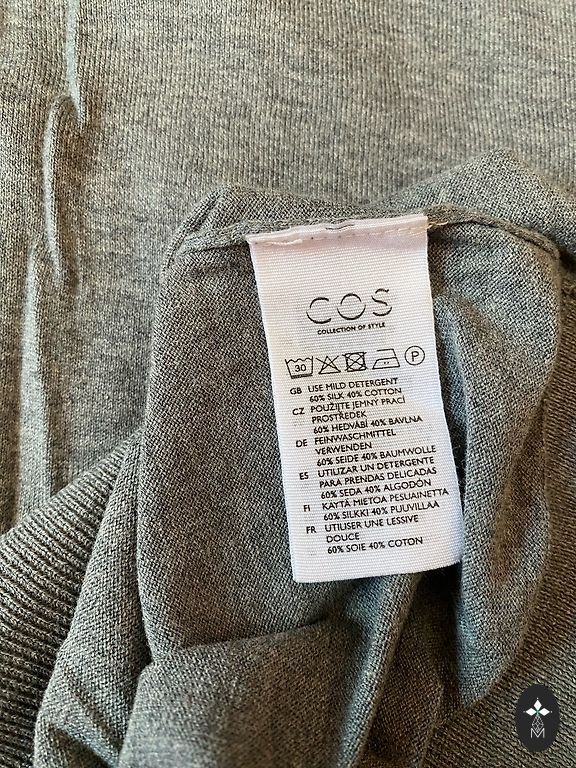 COS
COLLECTION OF STYLE
30 P
GB USE MILD DETERGENT
60% SILK 40% COTTON
CZ POUŽIJTE JEMNÝ PRACÍ
PROSTŘEDEK
60% HEDVÁBÍ 40% BAVLNA
DE FEINWASCHMITTEL
VERWENDEN
60% SEIDE 40% BAUMWOLLE
ES UTILIZAR UN DETERGENTE
PARA PRENDAS DELICADAS
60% SEDA 40% ALGODÓN
FI KÄYTÄ MIETOA PESUAINETTA
60% SILKKI 40% PUUVILLAA
FR UTILISER UNE LESSIVE
DOUCE
60% SOIE 40% COTON
M